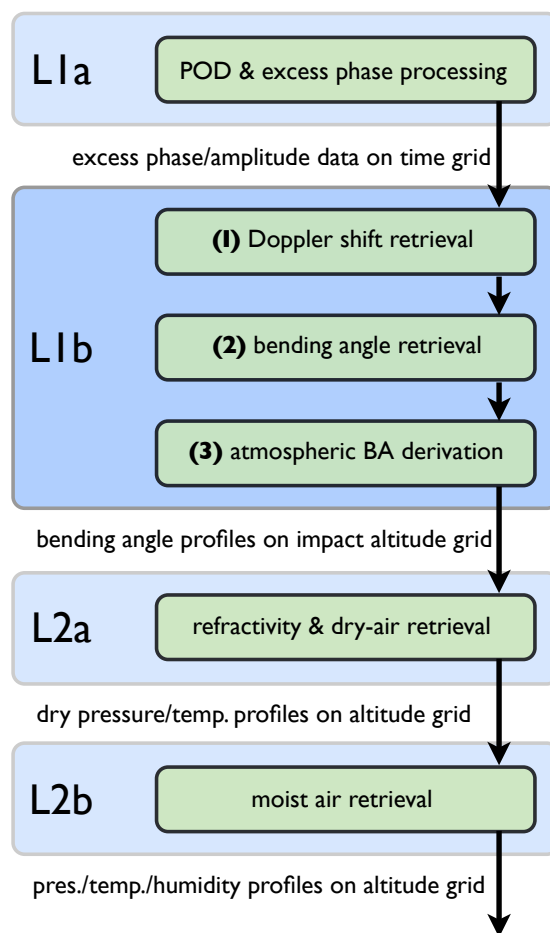 L1a
POD & excess phase processing
excess phase/amplitude data on time grid
(1) Doppler shift retrieval
L1b
(2) bending angle retrieval
(3) atmospheric BA derivation
bending angle profiles on impact altitude grid
L2a
refractivity & dry-air retrieval
dry pressure/temp. profiles on altitude grid
L2b
moist air retrieval
pres./temp./humidity profiles on altitude grid